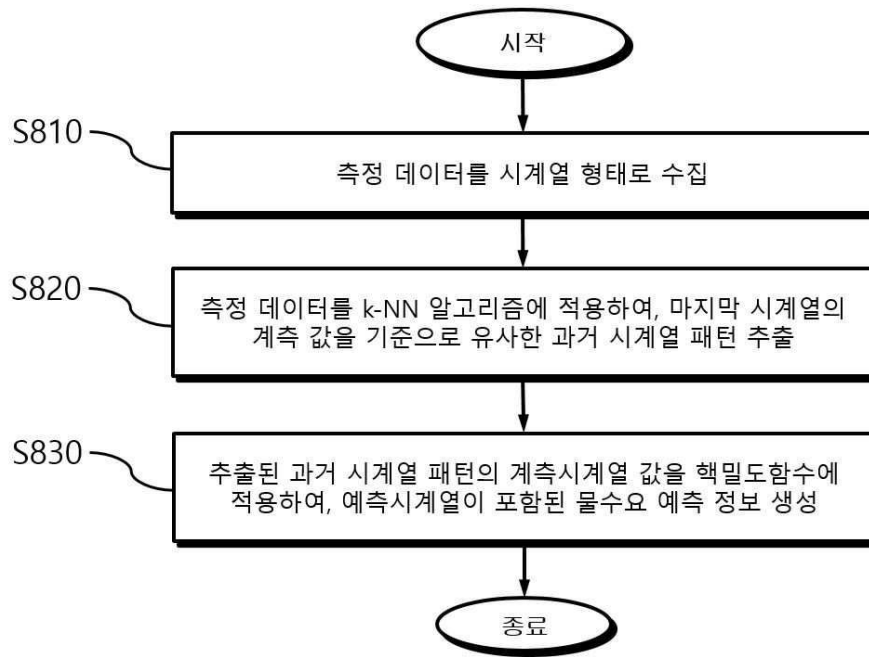 시작
S810
측정 데이터를 시계열 형태로 수집
S820
측정 데이터를 k-NN 알고리즘에 적용하여, 마지막 시계열의
계측 값을 기준으로 유사한 과거 시계열 패턴 추출
S830
추출된 과거 시계열 패턴의 계측시계열 값을 핵밀도함수에
적용하여, 예측시계열이 포함된 물수요 예측 정보 생성
종료